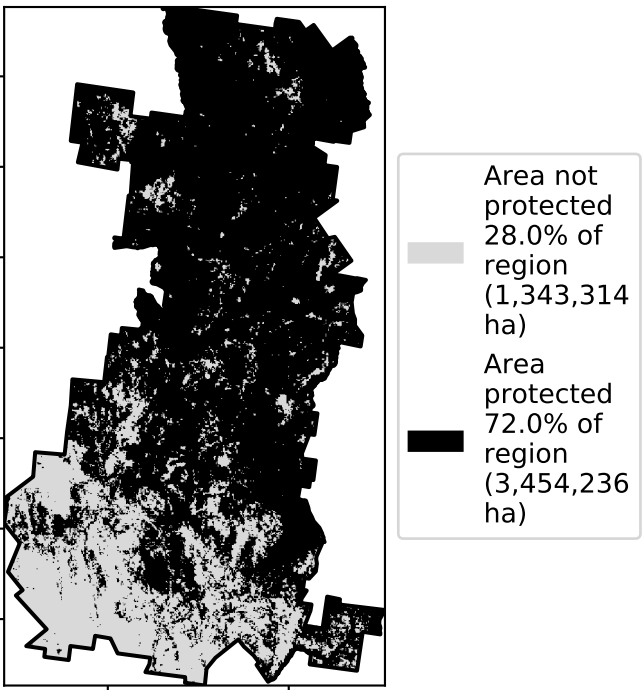 Area not
protected
28.0% of
region
(1,343,314
ha)
Area
protected
72.0% of
region
(3,454,236
ha)